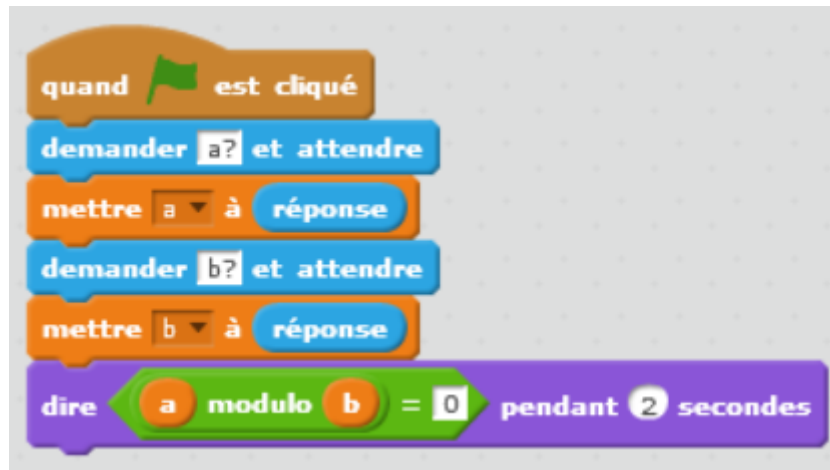 quand est cliqué
demander a? et attendre
mettre a à réponse
demander b? et attendre
mettre b à réponse
dire a modulo b = 0 pendant 2 secondes